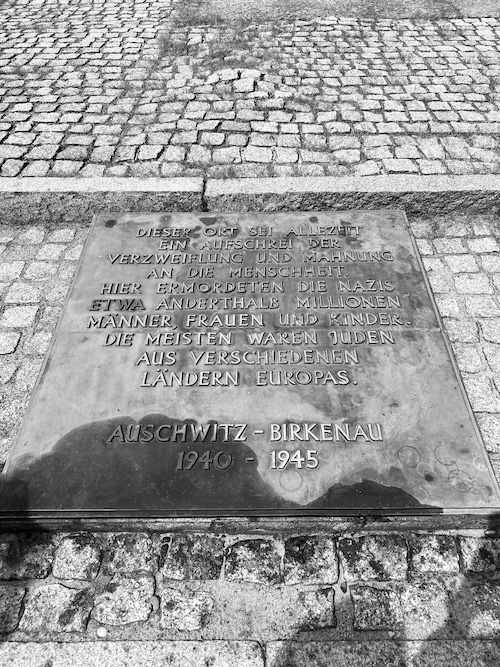 DIESER ORT SEI ALLEZEIT
EIN AUFSCHREI DER
VERZWEIFLUNG UND MAHNUNG
AN DIE MENSCHHEIT.
HIER ERMORDETEN DIE NAZIS
ETWA ANDERTHALB MILLIONEN
MÄNNER, FRAUEN UND KINDER.
DIE MEISTEN WAREN JUDEN
AUS VERSCHIEDENEN
LÄNDERN EUROPAS.
AUSCHWITZ - BIRKENAU
1940 - 1945